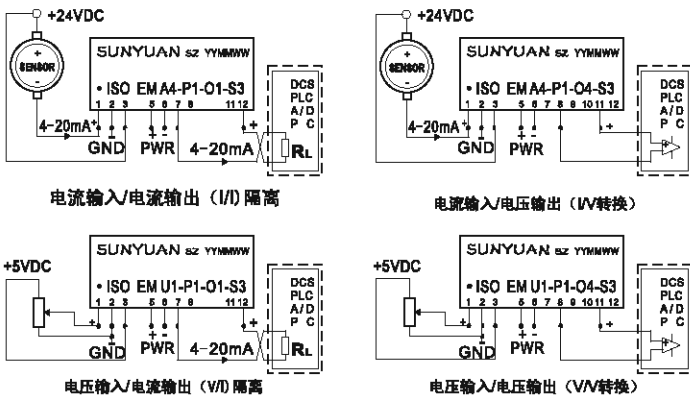 +24VDC
SUNYUAN SZ YYMMWW
+
SENSOR
-
• ISO EM A4-P1-O1-S3
1 2 3 5 6 7 8 11 12
DCS
PLC
A/D
P C
4-20mA + - + - +
GND PWR 4-20mA RL
电流输入/电流输出（I/I）隔离
+24VDC
SUNYUAN SZ YYMMWW
+
SENSOR
-
• ISO EM A4-P1-O4-S3
1 2 3 5 6 7 8 9 10 11 12
DCS
PLC
A/D
P C
4-20mA + - + - + +
GND PWR
电流输入/电压输出（I/V转换）
+5VDC
SUNYUAN SZ YYMMWW
• ISO EM U1-P1-O1-S3
1 2 3 5 6 7 8 11 12
DCS
PLC
A/D
P C
+ - + - +
GND PWR 4-20mA RL
电压输入/电流输出（V/I）隔离
+5VDC
SUNYUAN SZ YYMMWW
• ISO EM U1-P1-O4-S3
1 2 3 5 6 7 8 9 10 11 12
DCS
PLC
A/D
P C
+ - + - + +
GND PWR
电压输入/电压输出（V/V转换）